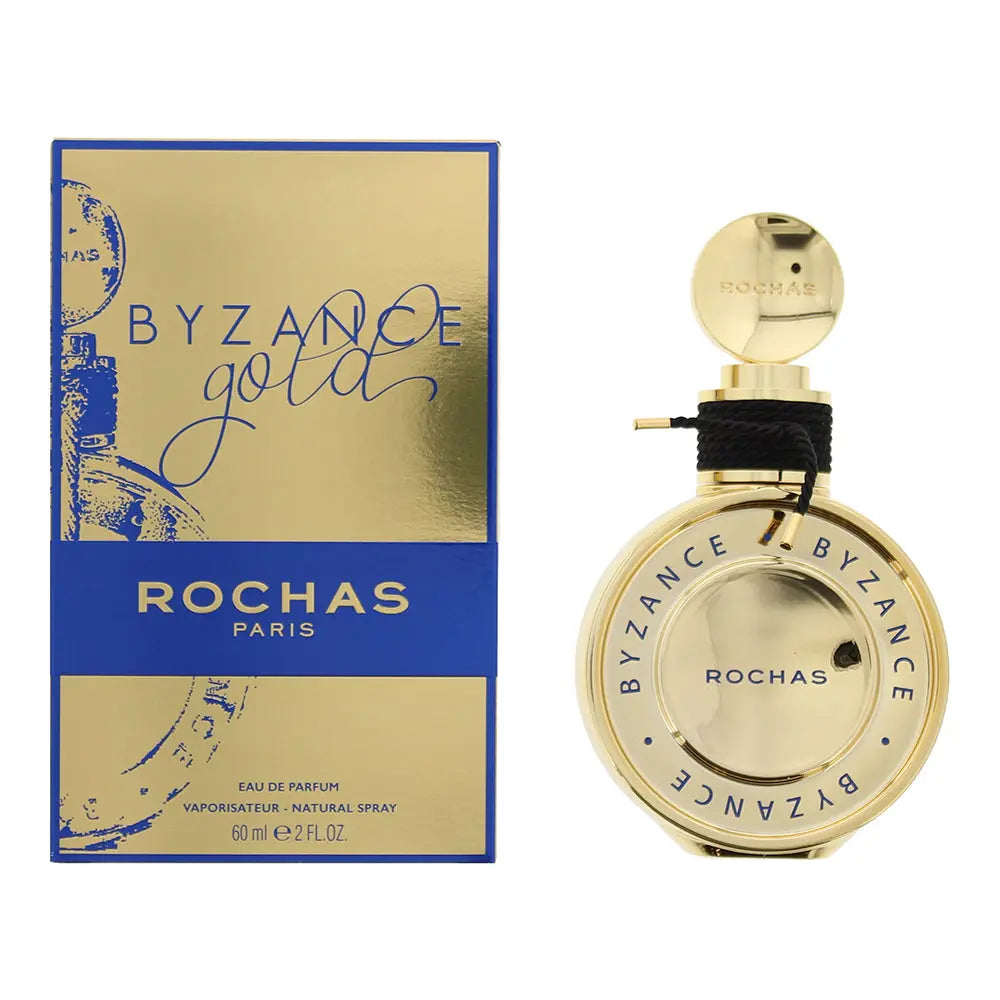 HAS
BYZANCE
gold
ROCHAS
PARIS
EAU DE PARFUM
VAPORISATEUR - NATURAL SPRAY
60 ml e 2 FL.OZ.
ROCHAS
BYZANCE • BYZANCE • BYZANCE
ROCHAS